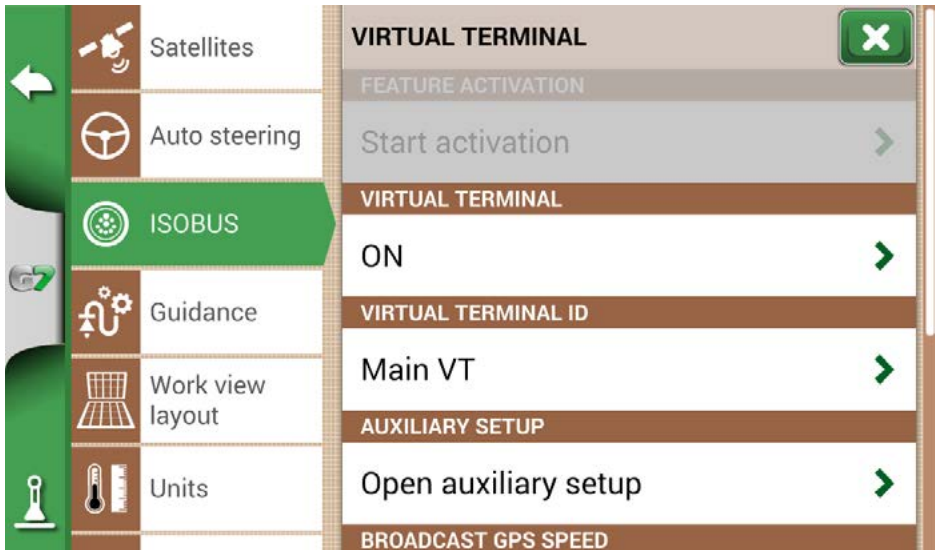 Satellites
Auto steering
ISOBUS
G7
Guidance
Work view
layout
Units
VIRTUAL TERMINAL
FEATURE ACTIVATION
Start activation
VIRTUAL TERMINAL
ON
VIRTUAL TERMINAL ID
Main VT
AUXILIARY SETUP
Open auxiliary setup
BROADCAST GPS SPEED